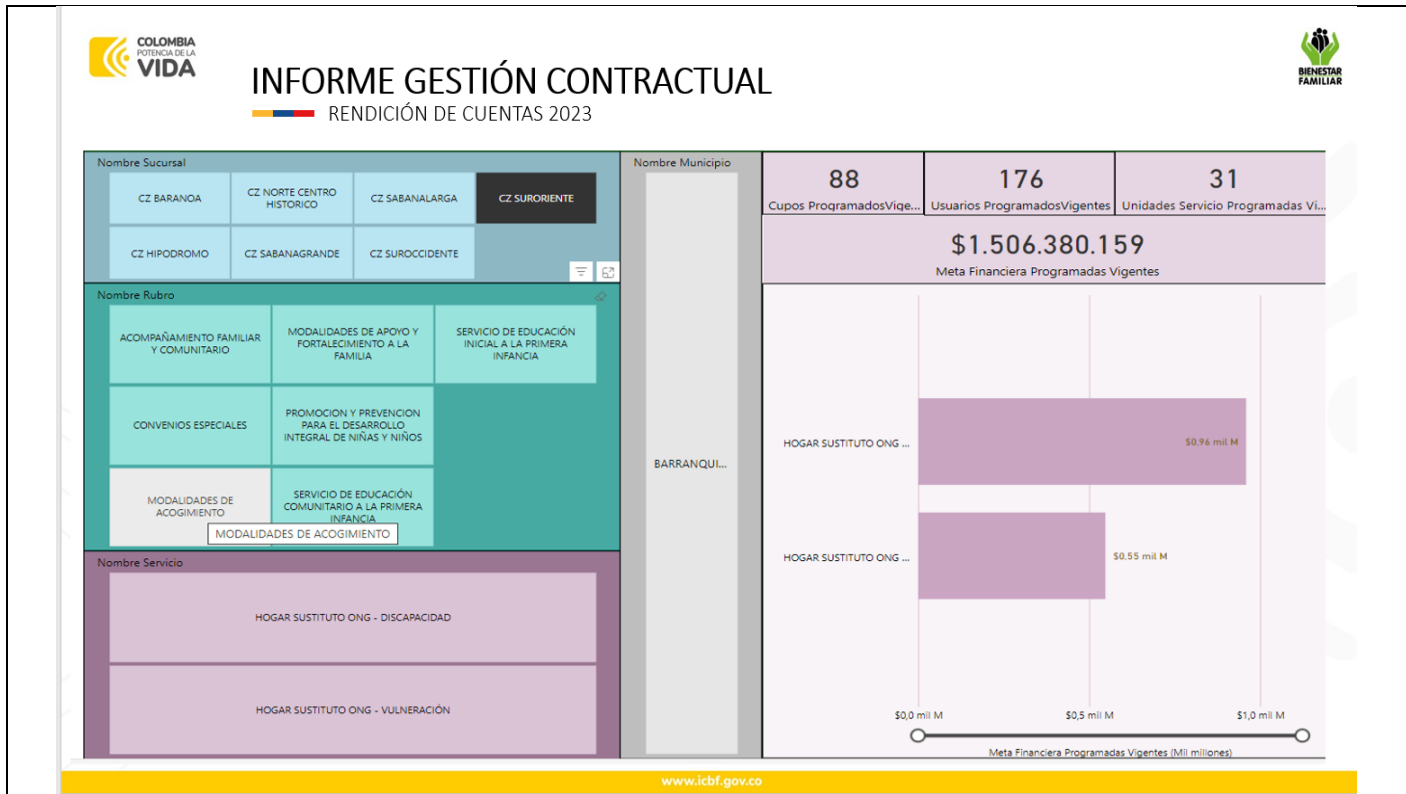 COLOMBIA
POTENCIA DE LA
VIDA
BIENESTAR
FAMILIAR
INFORME GESTIÓN CONTRACTUAL
RENDICIÓN DE CUENTAS 2023
Nombre Sucursal
CZ BARANOA
CZ NORTE CENTRO
HISTORICO
CZ SABANALARGA
CZ SURORIENTE
CZ HIPODROMO
CZ SABANAGRANDE
CZ SUROCCIDENTE
Nombre Rubro
ACOMPAÑAMIENTO FAMILIAR
Y COMUNITARIO
MODALIDADES DE APOYO Y
FORTALECIMIENTO A LA
FAMILIA
SERVICIO DE EDUCACIÓN
INICIAL A LA PRIMERA
INFANCIA
CONVENIOS ESPECIALES
PROMOCION Y PREVENCION
PARA EL DESARROLLO
INTEGRAL DE NIÑAS Y NIÑOS
MODALIDADES DE
ACOGIMIENTO
SERVICIO DE EDUCACIÓN
COMUNITARIO A LA PRIMERA
INFANCIA
MODALIDADES DE ACOGIMIENTO
Nombre Servicio
HOGAR SUSTITUTO ONG - DISCAPACIDAD
HOGAR SUSTITUTO ONG - VULNERACIÓN
Nombre Municipio
BARRANQUI...
88
Cupos ProgramadosVige...
176
Usuarios ProgramadosVigentes
31
Unidades Servicio Programadas Vi...
$1.506.380.159
Meta Financiera Programadas Vigentes
HOGAR SUSTITUTO ONG ...
$0.96 mil M
HOGAR SUSTITUTO ONG ...
$0.55 mil M
$0,0 mil M
$0,5 mil M
$1,0 mil M
Meta Financiera Programadas Vigentes (Mil millones)
www.icbf.gov.co